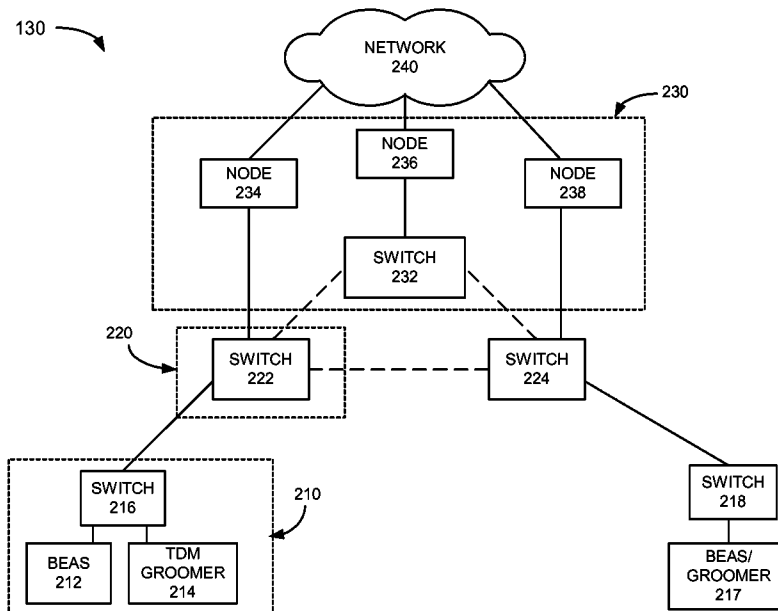 130
NETWORK
240
230
NODE
236
NODE
234
NODE
238
SWITCH
232
220
SWITCH
222
SWITCH
224
SWITCH
216
210
SWITCH
218
BEAS
212
TDM
GROOMER
214
BEAS/
GROOMER
217